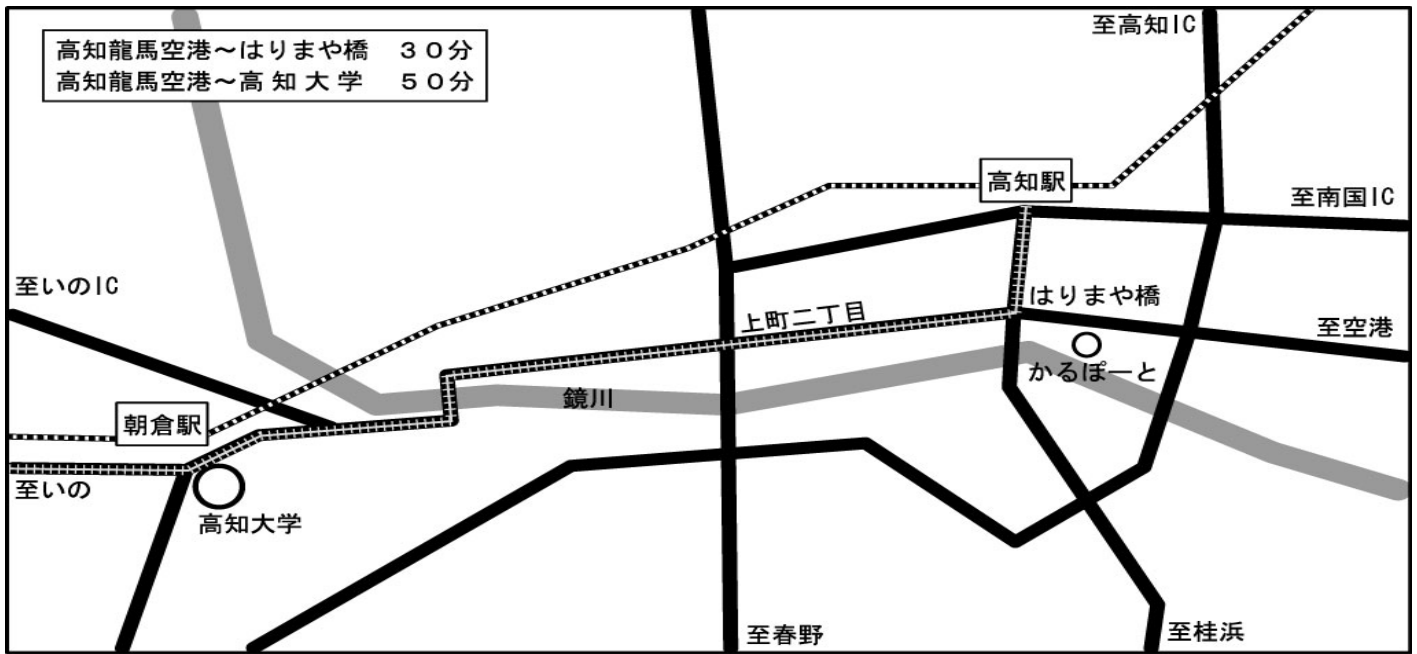 高知龍馬空港～はりまや橋　３０分
高知龍馬空港～高 知 大 学　５０分
至高知IC
高知駅
至南国IC
至いのIC
はりまや橋
上町二丁目
至空港
かるぽーと
鏡川
朝倉駅
至いの
高知大学
至春野
至桂浜